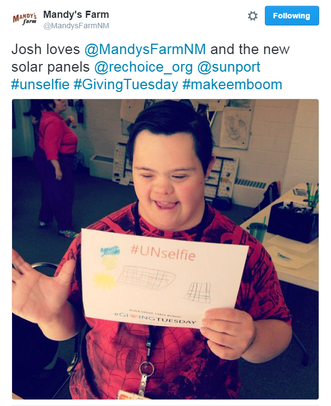 Mandy's Farm
@MandysFarmNM
Following
Josh loves @MandysFarmNM and the new
solar panels @rechoice_org @sunport
#unselfie #GivingTuesday #makeemboom
#UNselfie
#GIVINGTUESDAY